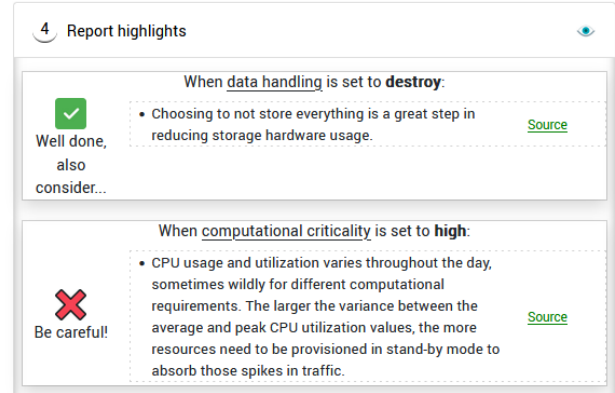 4 Report highlights
When data handling is set to destroy:
Well done,
also
consider...
• Choosing to not store everything is a great step in
reducing storage hardware usage.
Source
When computational criticality is set to high:
Be careful!
• CPU usage and utilization varies throughout the day,
sometimes wildly for different computational
requirements. The larger the variance between the
average and peak CPU utilization values, the more
resources need to be provisioned in stand-by mode to
absorb those spikes in traffic.
Source